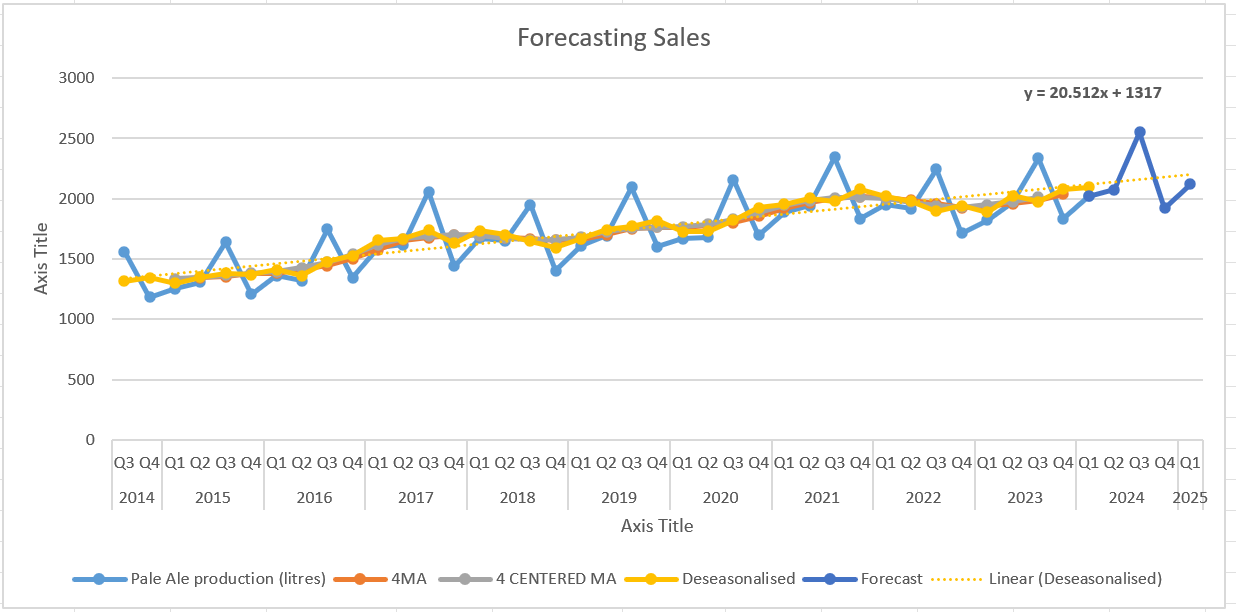 Forecasting Sales
y = 20.512x + 1317
3000
2500
2000
1500
1000
500
0
Axis Title
Q3 Q4 Q1 Q2 Q3 Q4 Q1 Q2 Q3 Q4 Q1 Q2 Q3 Q4 Q1 Q2 Q3 Q4 Q1 Q2 Q3 Q4 Q1 Q2 Q3 Q4 Q1 Q2 Q3 Q4 Q1 Q2 Q3 Q4 Q1 Q2 Q3 Q4 Q1 Q2 Q3 Q4 Q1
2014 2015 2016 2017 2018 2019 2020 2021 2022 2023 2024 2025
Axis Title
Pale Ale production (litres) 4MA 4 CENTERED MA Deseasonalised Forecast Linear (Deseasonalised)